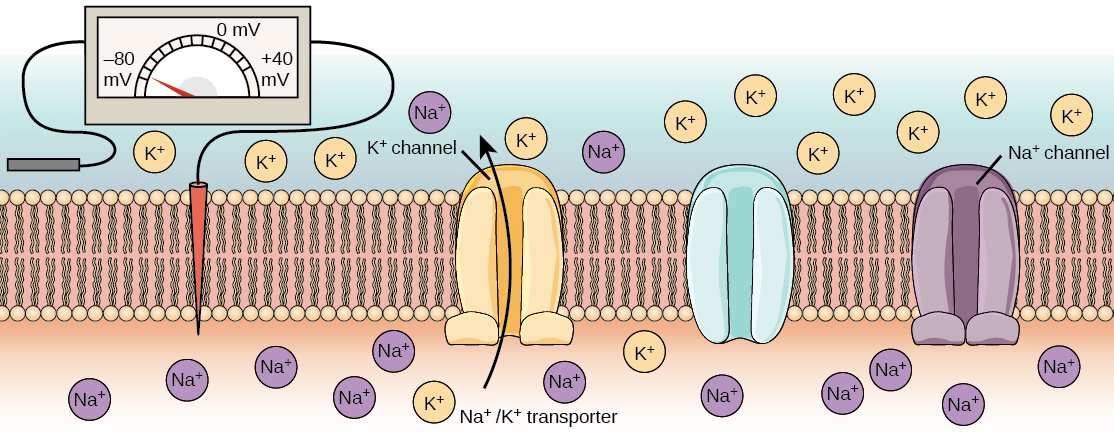 0 mV
–80 mV
+40 mV
Na⁺
K⁺
K⁺
K⁺
K⁺
K⁺
K⁺
K⁺
K⁺
K⁺
K⁺
K⁺ channel
K⁺
Na⁺
Na⁺ channel
Na⁺
Na⁺
Na⁺
Na⁺
Na⁺
K⁺
Na⁺
K⁺
Na⁺
Na⁺
Na⁺
Na⁺
Na⁺
Na⁺ /K⁺ transporter